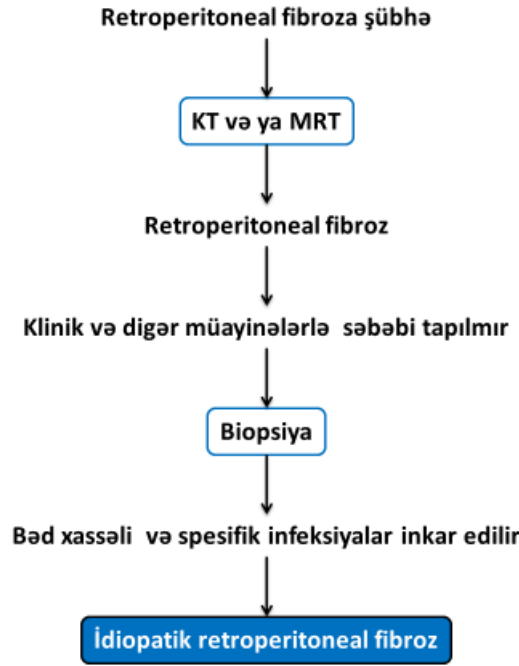 Retroperitoneal fibroza şübhə
KT və ya MRT
Retroperitoneal fibroz
Klinik və digər müayinələrlə səbəbi tapılmır
Biopsiya
Bəd xassəli və spesifik infeksiyalar inkar edilir
İdiopatik retroperitoneal fibroz